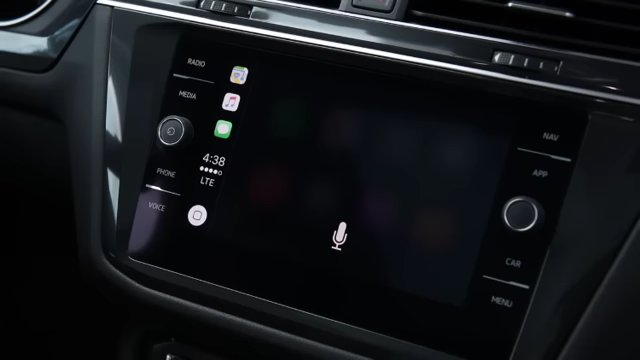 RADIO
MEDIA
PHONE
VOICE
4:38
LTE
NAV
APP
CAR
MENU